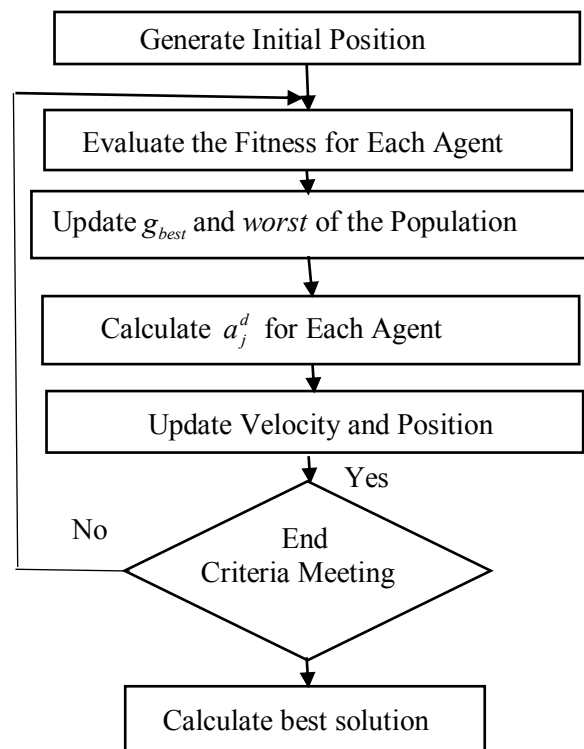 Generate Initial Position
Evaluate the Fitness for Each Agent
Update g_best and worst of the Population
Calculate a_j^d for Each Agent
Update Velocity and Position
Yes
No
End
Criteria Meeting
Calculate best solution